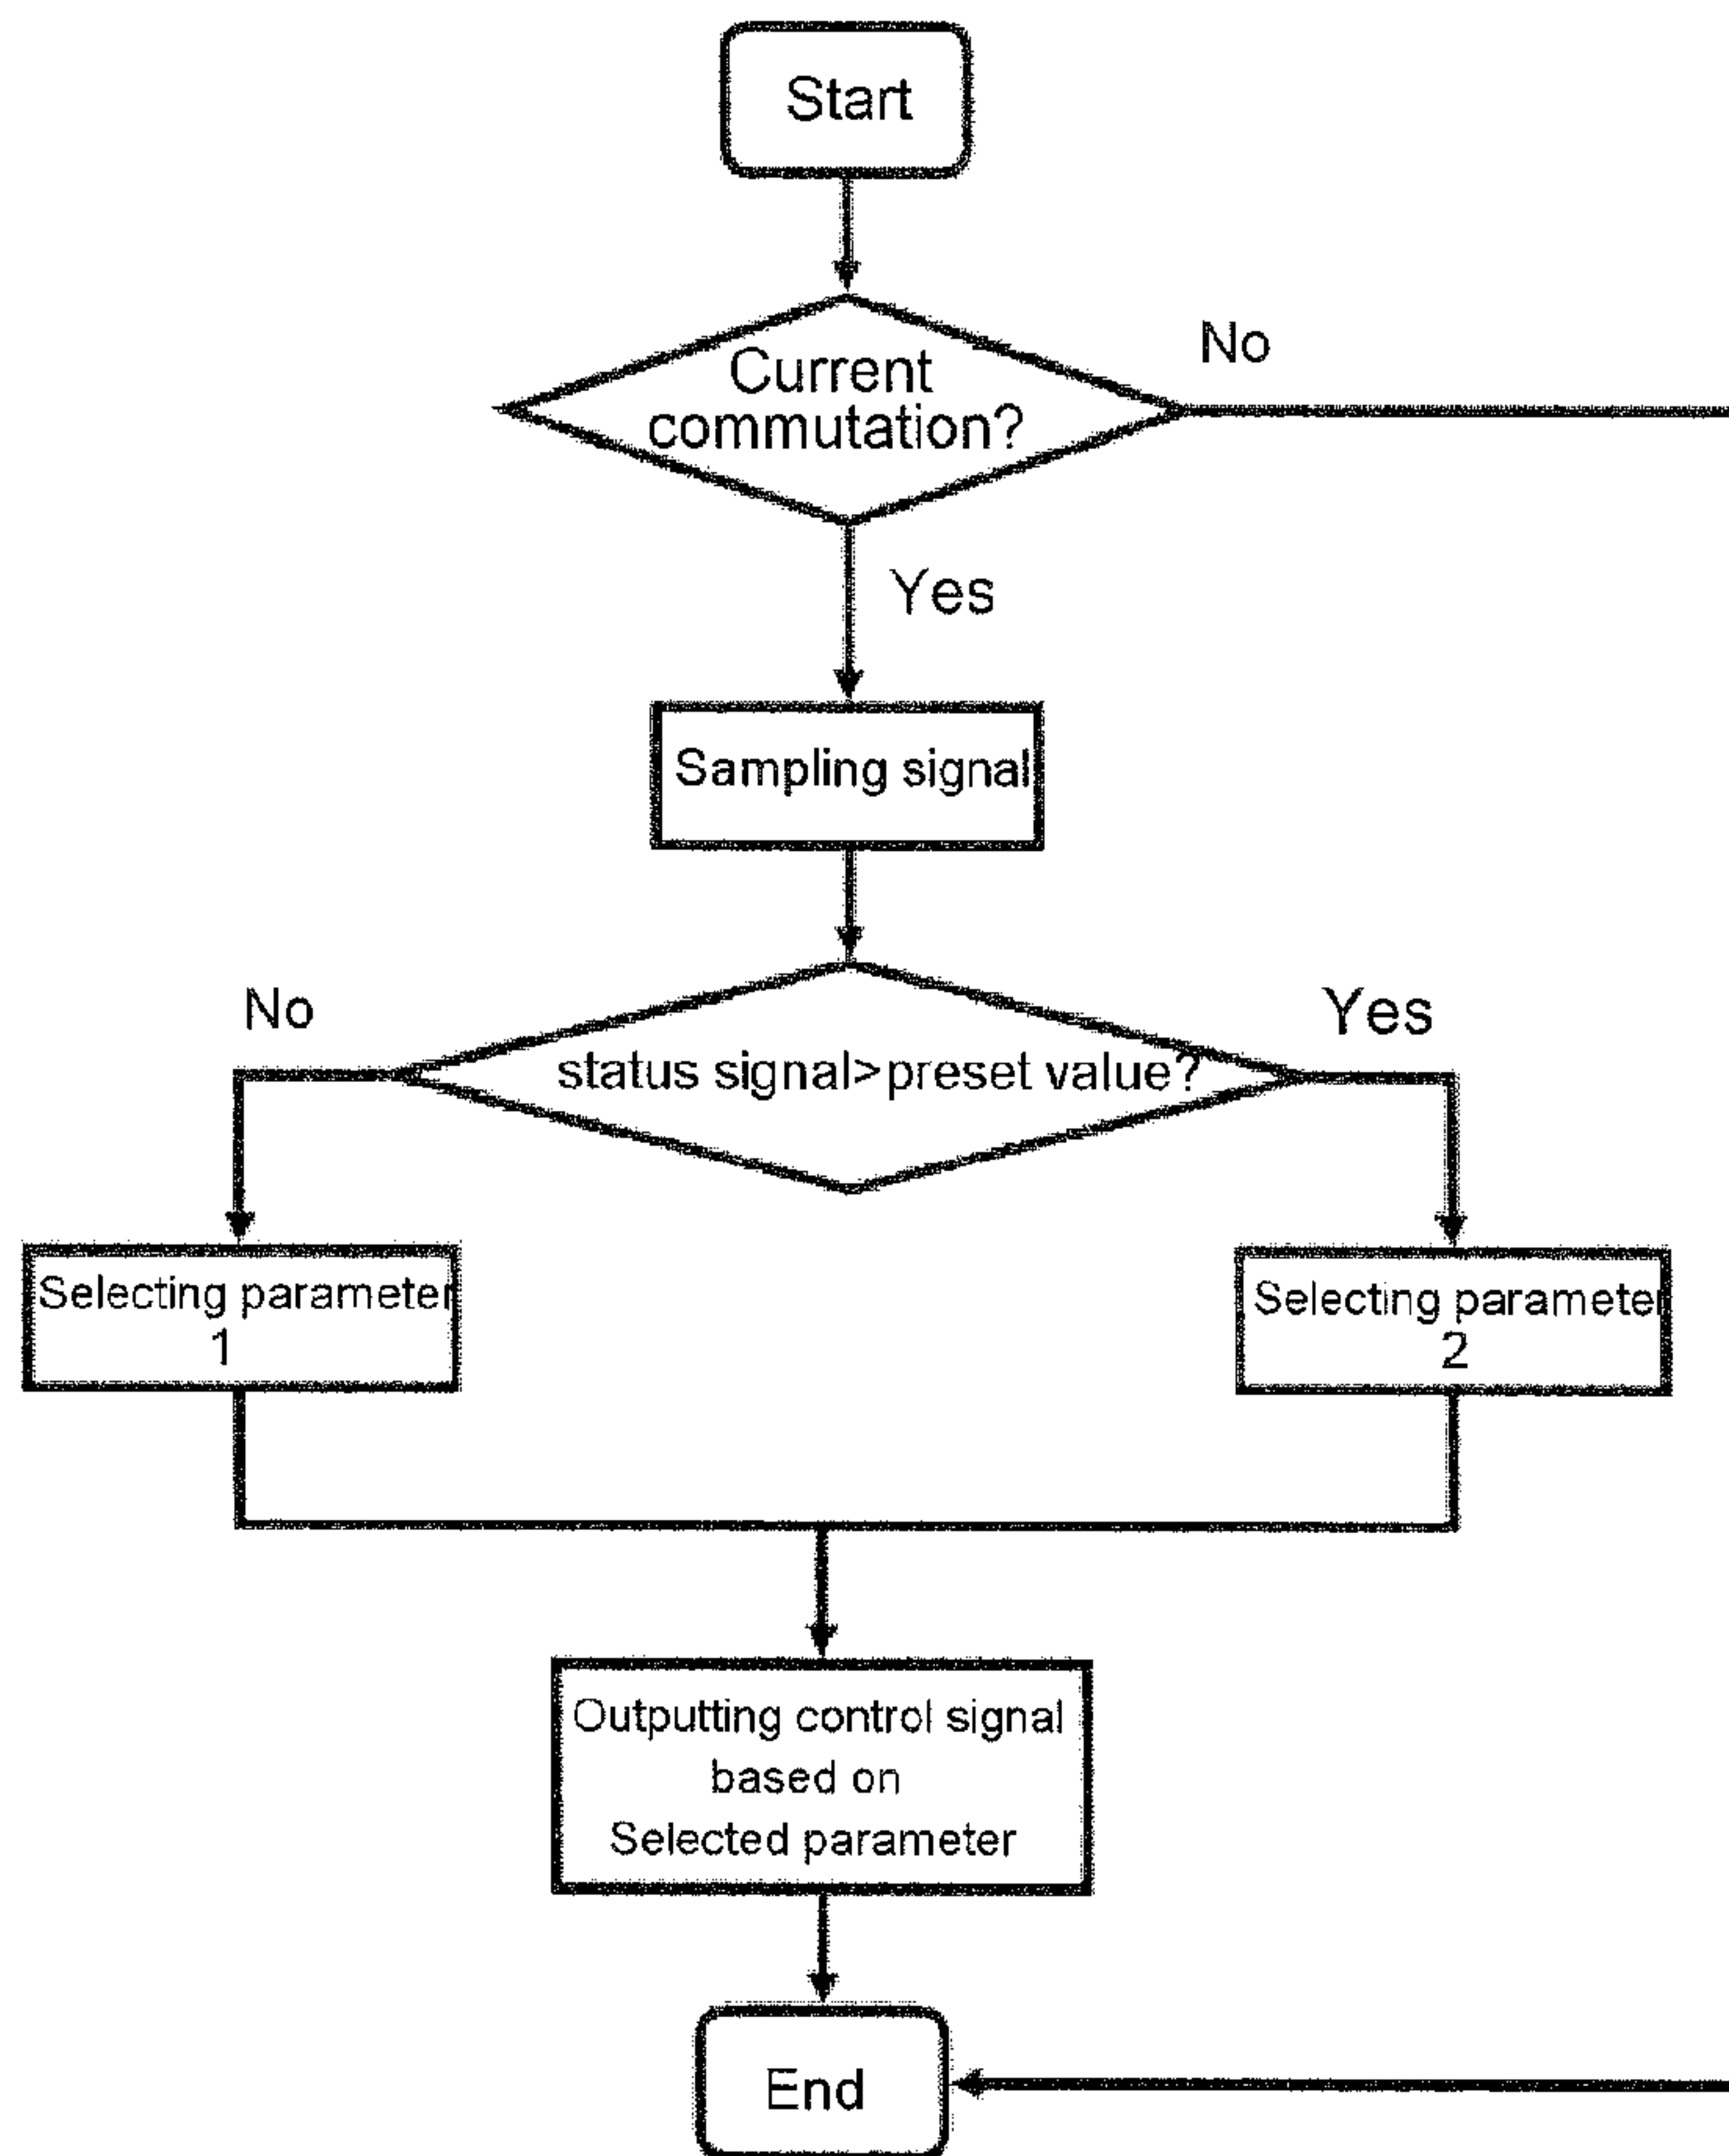 Start
Current
commutation?
No
Yes
Sampling signal
No
status signal>preset value?
Yes
Selecting parameter
1
Selecting parameter
2
Outputting control signal
based on
Selected parameter
End